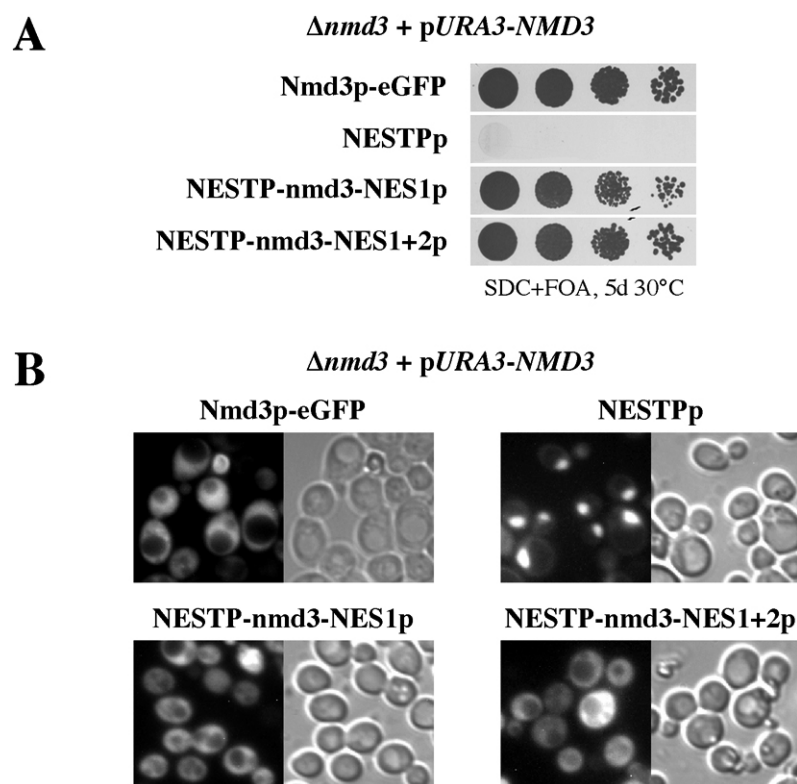 A
Δnmd3 + pURA3-NMD3
Nmd3p-eGFP
NESTPp
NESTP-nmd3-NES1p
NESTP-nmd3-NES1+2p
SDC+FOA, 5d 30°C
B
Δnmd3 + pURA3-NMD3
Nmd3p-eGFP NESTPp
NESTP-nmd3-NES1p NESTP-nmd3-NES1+2p